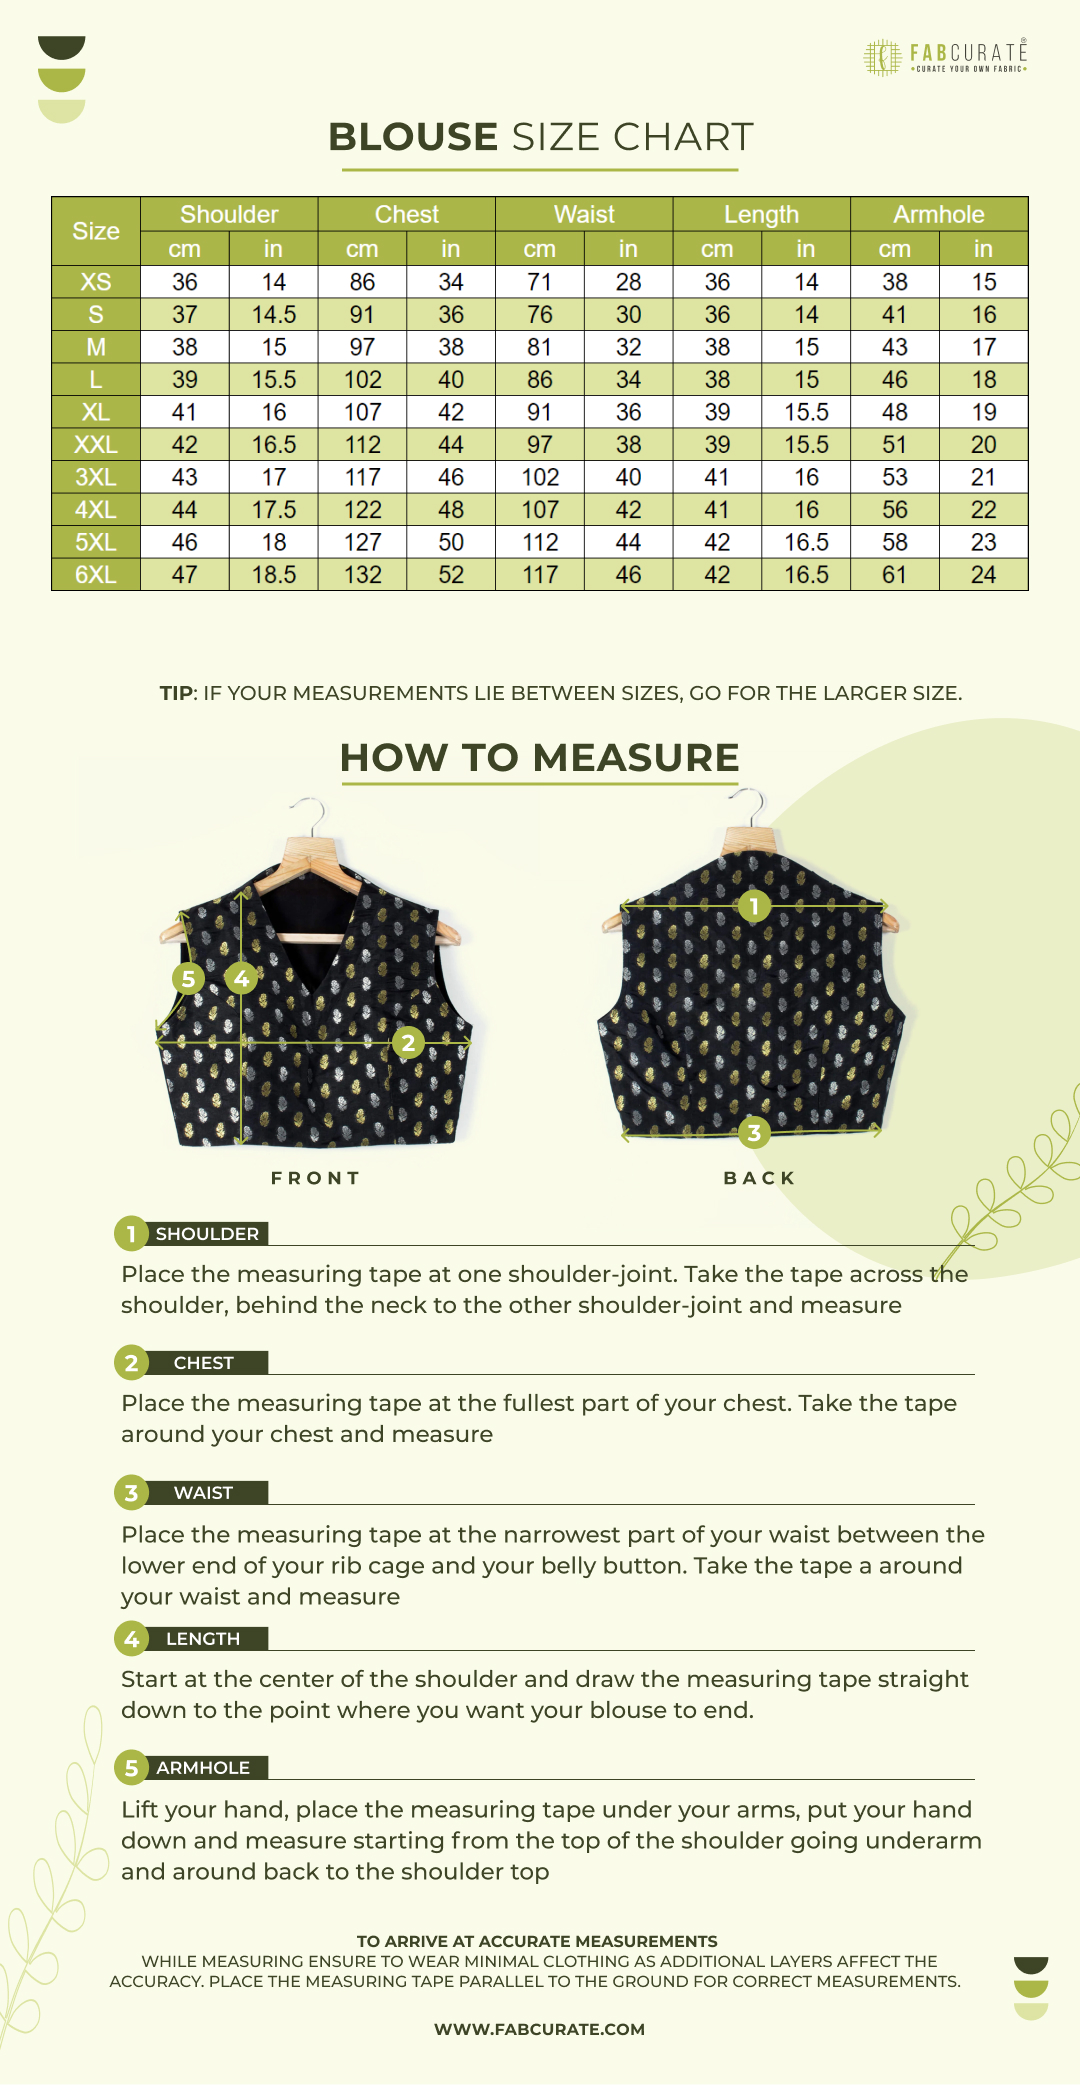 FABCURATE®
•CURATE YOUR OWN FABRIC•
BLOUSE SIZE CHART
Size Shoulder Chest Waist Length Armhole
cm in cm in cm in cm in cm in
XS 36 14 86 34 71 28 36 14 38 15
S 37 14.5 91 36 76 30 36 14 41 16
M 38 15 97 38 81 32 38 15 43 17
L 39 15.5 102 40 86 34 38 15 46 18
XL 41 16 107 42 91 36 39 15.5 48 19
XXL 42 16.5 112 44 97 38 39 15.5 51 20
3XL 43 17 117 46 102 40 41 16 53 21
4XL 44 17.5 122 48 107 42 41 16 56 22
5XL 46 18 127 50 112 44 42 16.5 58 23
6XL 47 18.5 132 52 117 46 42 16.5 61 24
TIP: IF YOUR MEASUREMENTS LIE BETWEEN SIZES, GO FOR THE LARGER SIZE.
HOW TO MEASURE
5 4 2
1
3
FRONT
BACK
1 SHOULDER
Place the measuring tape at one shoulder-joint. Take the tape across the
shoulder, behind the neck to the other shoulder-joint and measure
2 CHEST
Place the measuring tape at the fullest part of your chest. Take the tape
around your chest and measure
3 WAIST
Place the measuring tape at the narrowest part of your waist between the
lower end of your rib cage and your belly button. Take the tape a around
your waist and measure
4 LENGTH
Start at the center of the shoulder and draw the measuring tape straight
down to the point where you want your blouse to end.
5 ARMHOLE
Lift your hand, place the measuring tape under your arms, put your hand
down and measure starting from the top of the shoulder going underarm
and around back to the shoulder top
TO ARRIVE AT ACCURATE MEASUREMENTS
WHILE MEASURING ENSURE TO WEAR MINIMAL CLOTHING AS ADDITIONAL LAYERS AFFECT THE
ACCURACY. PLACE THE MEASURING TAPE PARALLEL TO THE GROUND FOR CORRECT MEASUREMENTS.
WWW.FABCURATE.COM